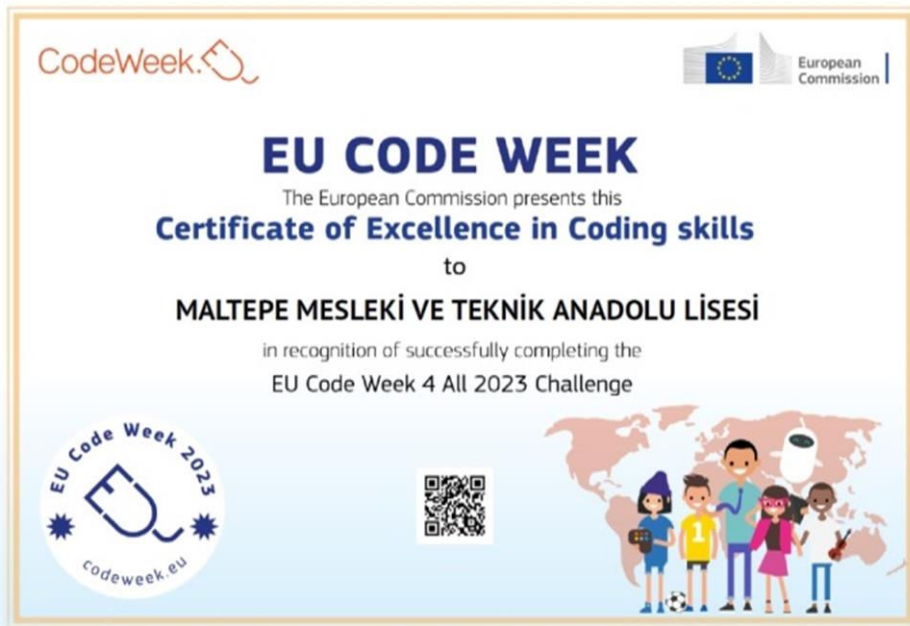 CodeWeek.EU
European
Commission
EU CODE WEEK
The European Commission presents this
Certificate of Excellence in Coding skills
to
MALTEPE MESLEKİ VE TEKNİK ANADOLU LİSESİ
in recognition of successfully completing the
EU Code Week 4 All 2023 Challenge
EU Code Week 2023
EU
codeweek.eu
1